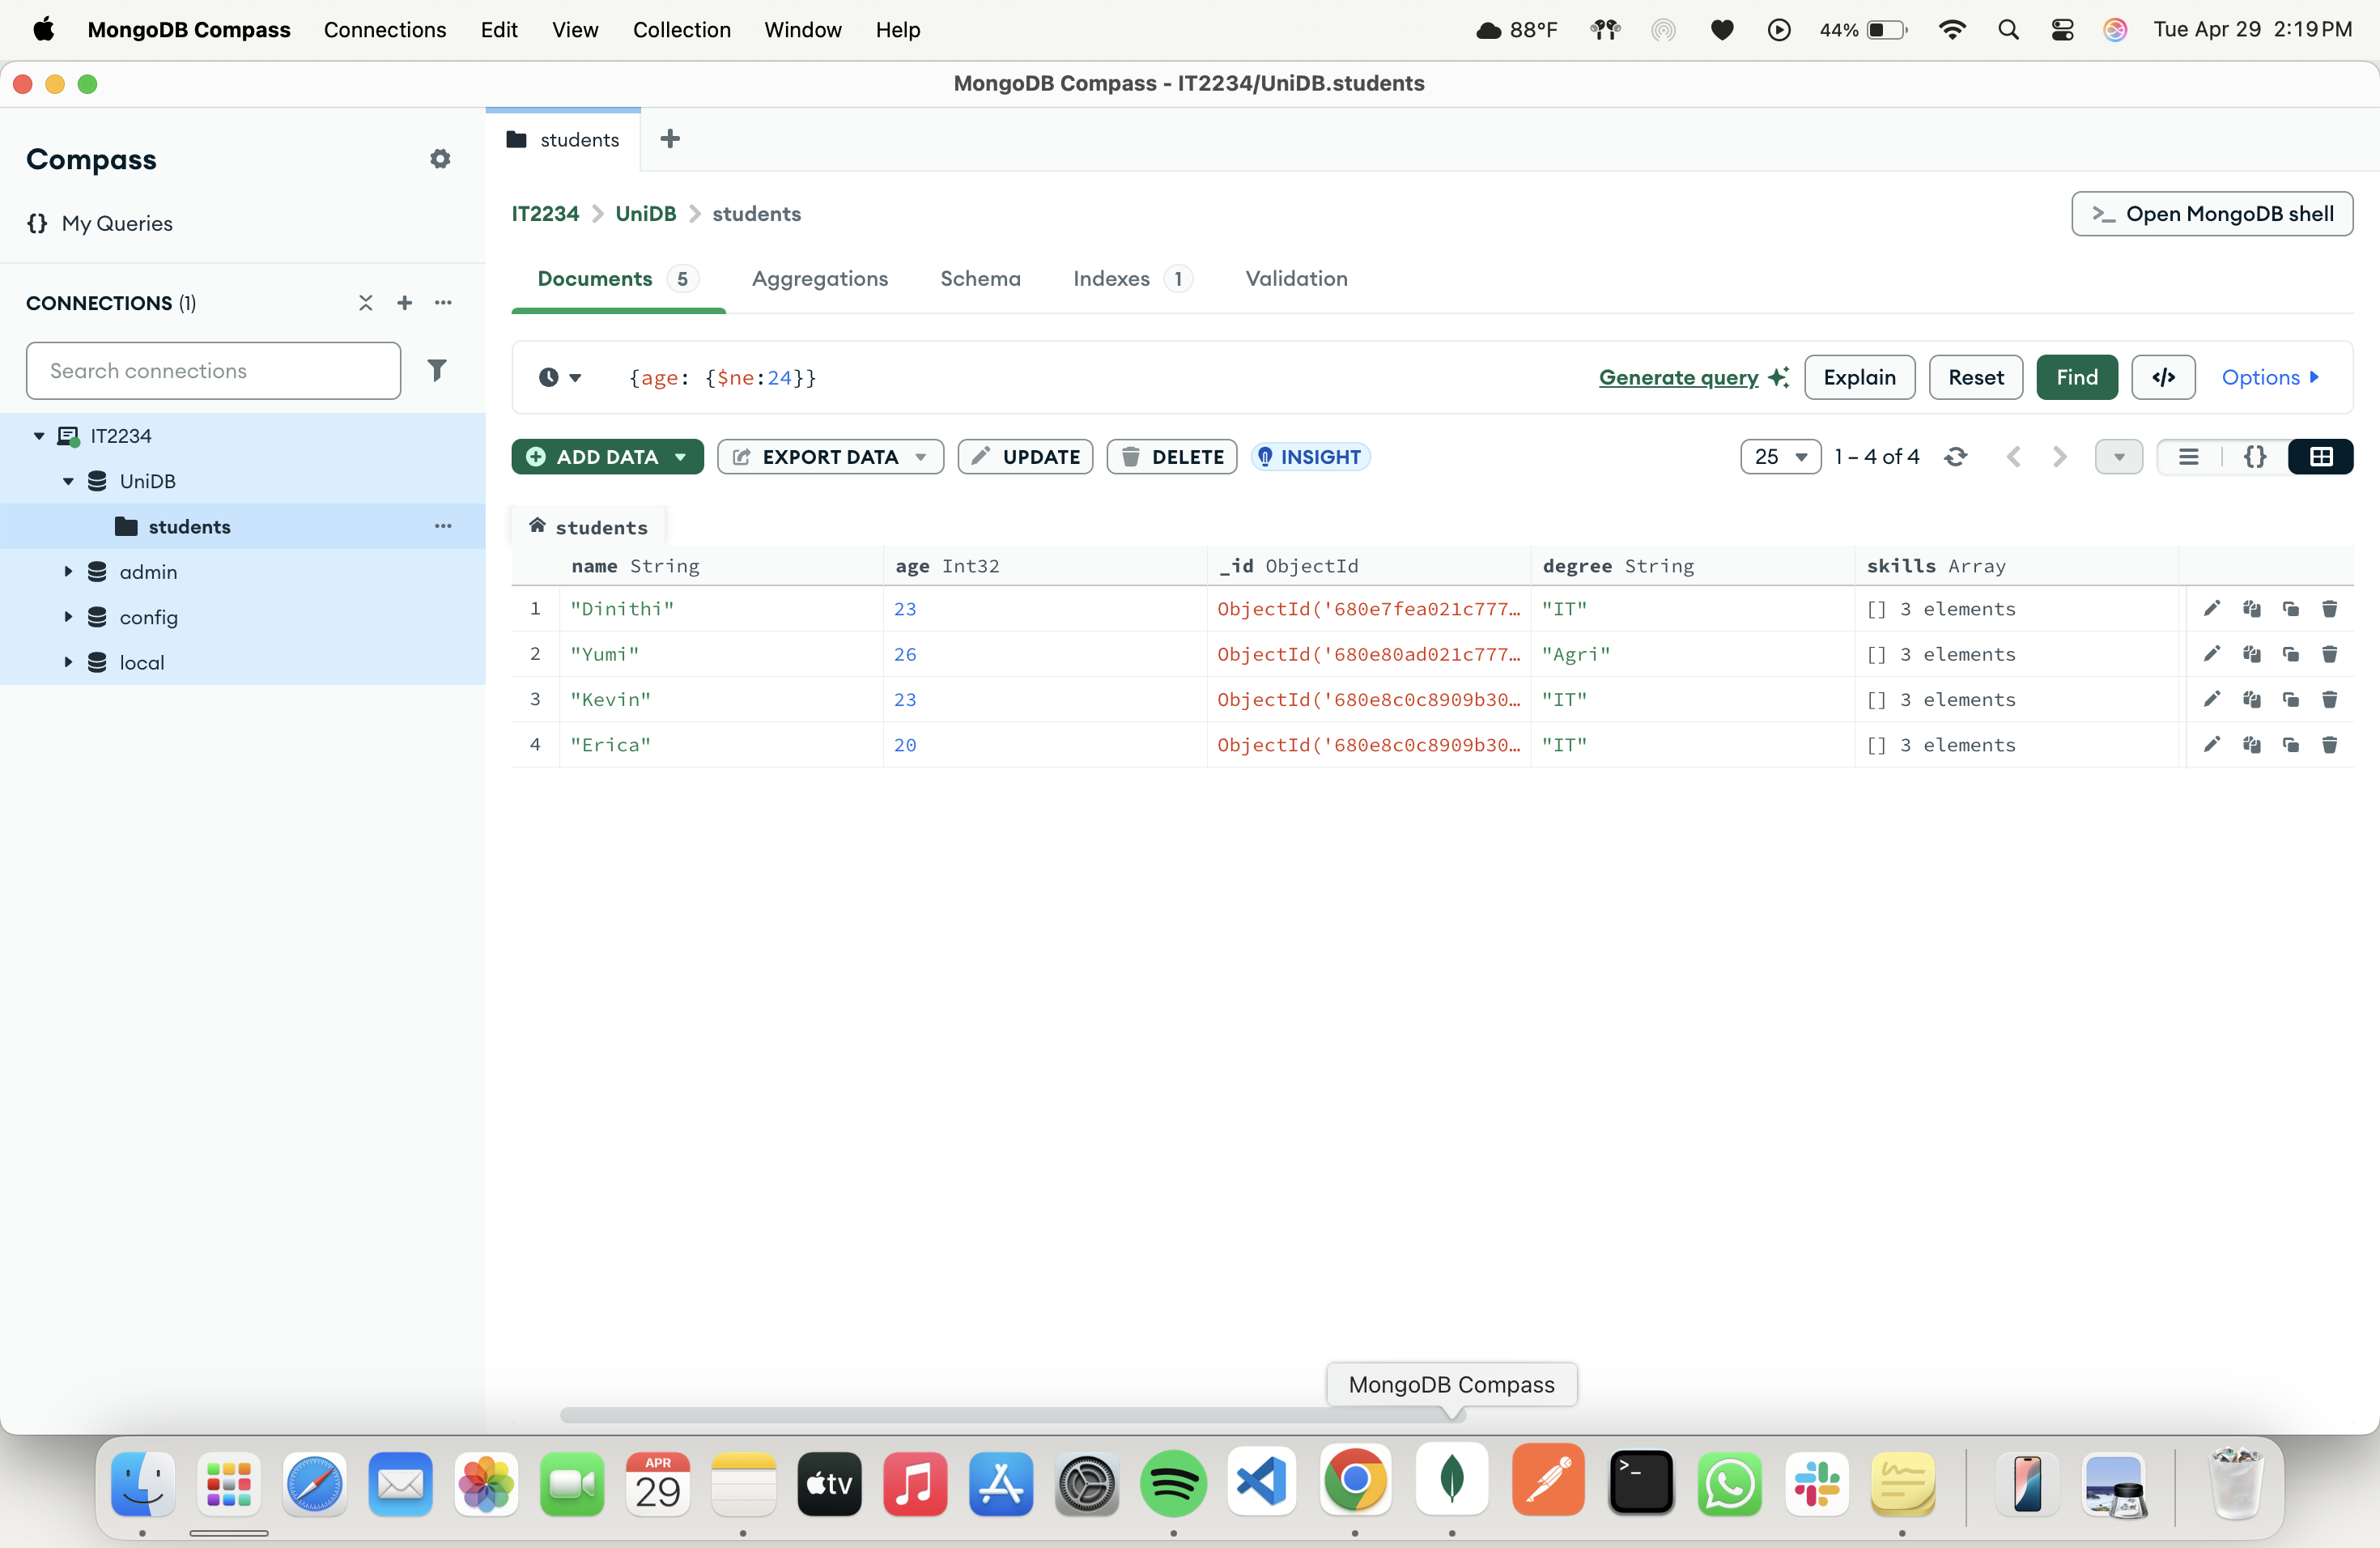 MongoDB Compass Connections Edit View Collection Window Help 88°F 44% Tue Apr 29 2:19 PM
MongoDB Compass - IT2234/UniDB.students
Compass
{} My Queries
CONNECTIONS (1)
Search connections
IT2234
UniDB
students
admin
config
local
students
IT2234 > UniDB > students
>_ Open MongoDB shell
Documents 5 Aggregations Schema Indexes 1 Validation
{age: {$ne:24}}
Generate query Explain Reset Find </> Options
ADD DATA EXPORT DATA UPDATE DELETE INSIGHT 25 1 – 4 of 4 {}
students
name String age Int32 _id ObjectId degree String skills Array
1 "Dinithi" 23 ObjectId('680e7fea021c777… "IT" [] 3 elements
2 "Yumi" 26 ObjectId('680e80ad021c777… "Agri" [] 3 elements
3 "Kevin" 23 ObjectId('680e8c0c8909b30… "IT" [] 3 elements
4 "Erica" 20 ObjectId('680e8c0c8909b30… "IT" [] 3 elements
MongoDB Compass
APR
29
tv
>_